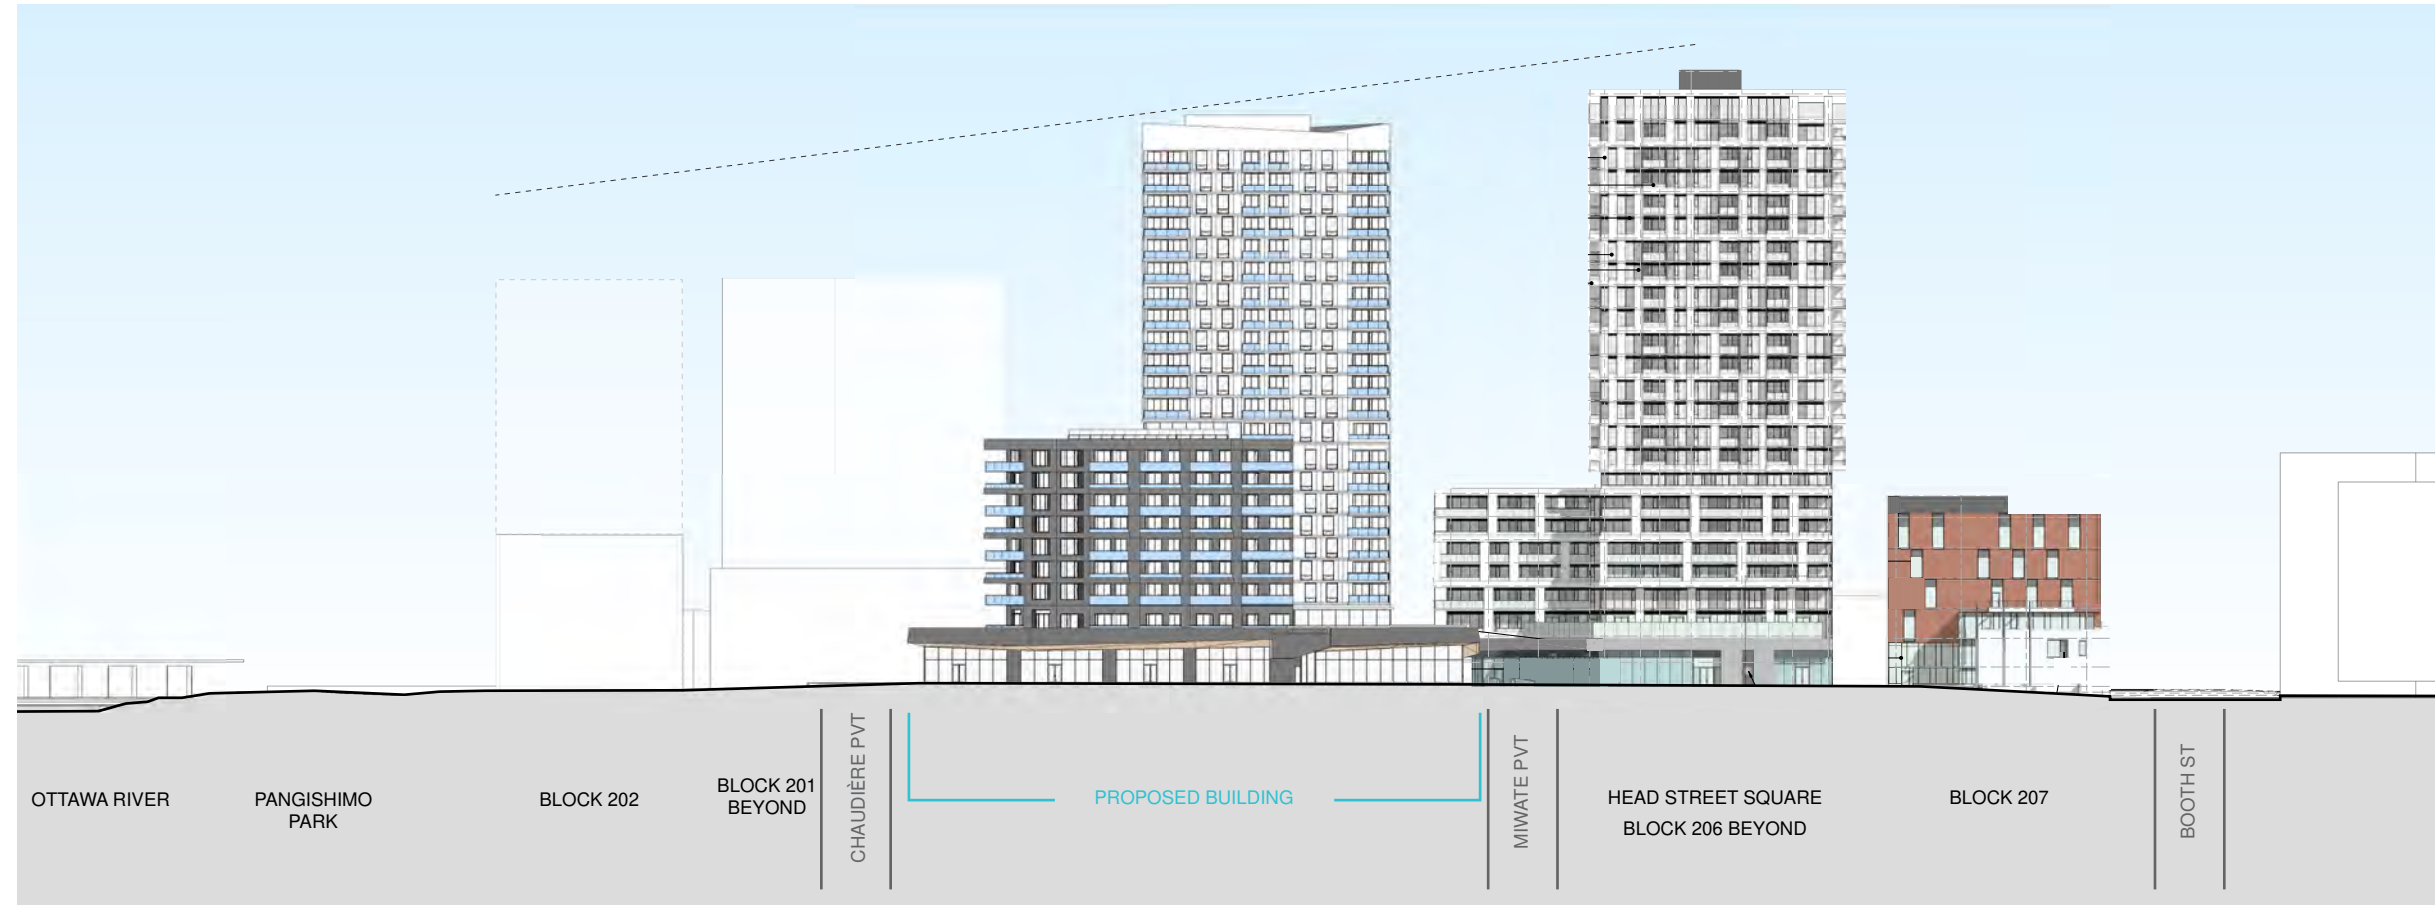 OTTAWA RIVER
PANGISHIMO
PARK
BLOCK 202
BLOCK 201
BEYOND
CHAUDIÈRE PVT
PROPOSED BUILDING
MIWATE PVT
HEAD STREET SQUARE
BLOCK 206 BEYOND
BLOCK 207
BOOTH ST